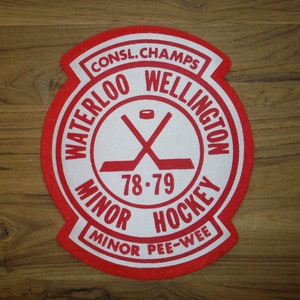 CONSL. CHAMPS
WATERLOO WELLINGTON
78·79
MINOR HOCKEY
MINOR PEE-WEE